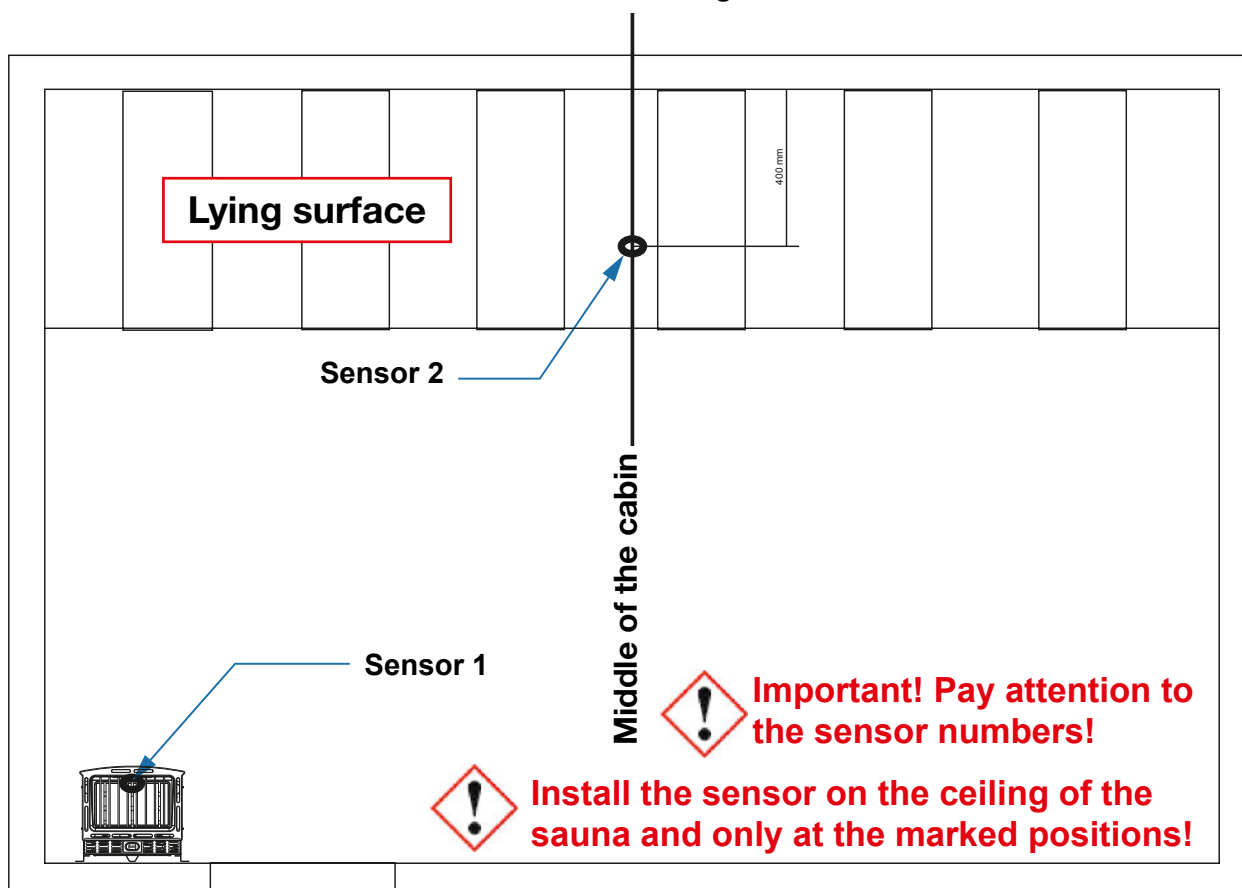 400 mm
Lying surface
Sensor 2
Middle of the cabin
Sensor 1
Important! Pay attention to
the sensor numbers!
Install the sensor on the ceiling of the
sauna and only at the marked positions!